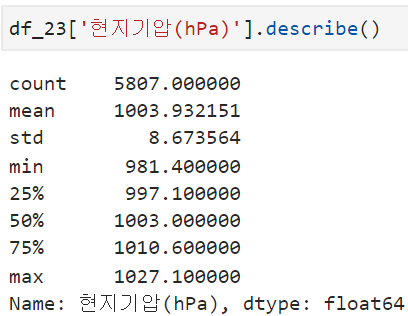 df_23['현지기압(hPa)'].describe()
count 5807.000000
mean 1003.932151
std 8.673564
min 981.400000
25% 997.100000
50% 1003.000000
75% 1010.600000
max 1027.100000
Name: 현지기압(hPa), dtype: float64